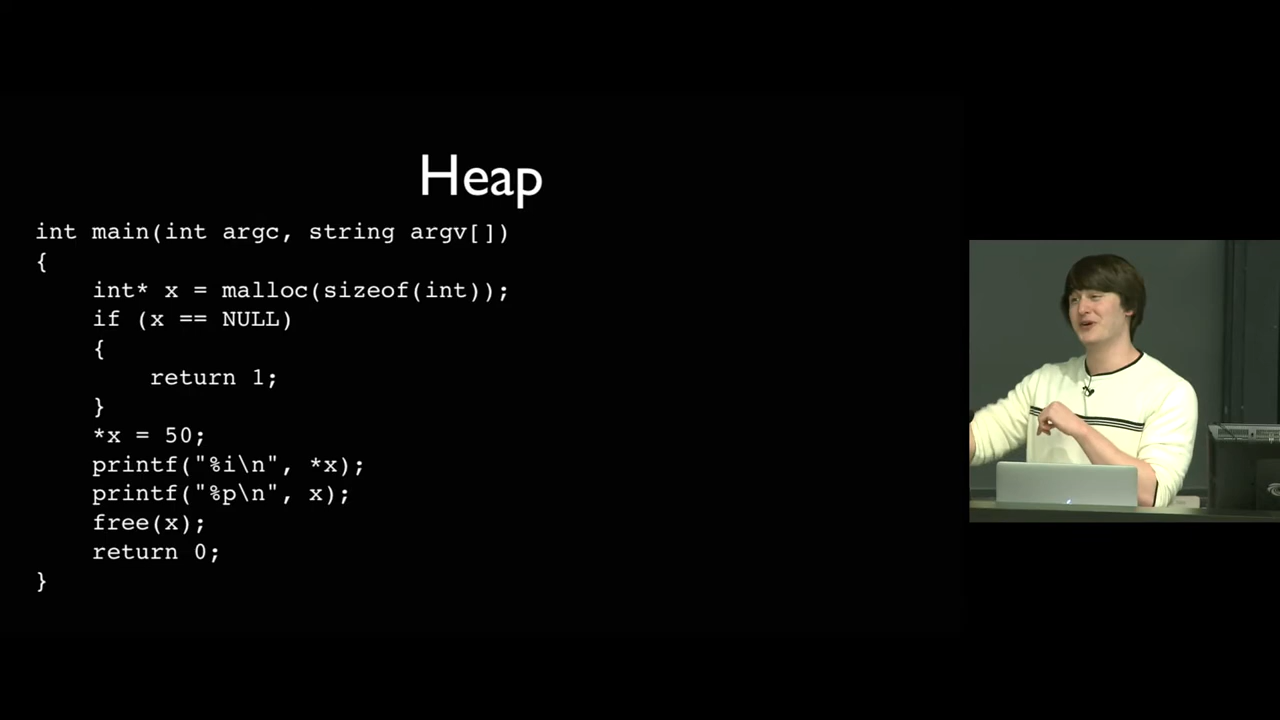 Heap
int main(int argc, string argv[])
{
    int* x = malloc(sizeof(int));
    if (x == NULL)
    {
        return 1;
    }
    *x = 50;
    printf("%i\n", *x);
    printf("%p\n", x);
    free(x);
    return 0;
}